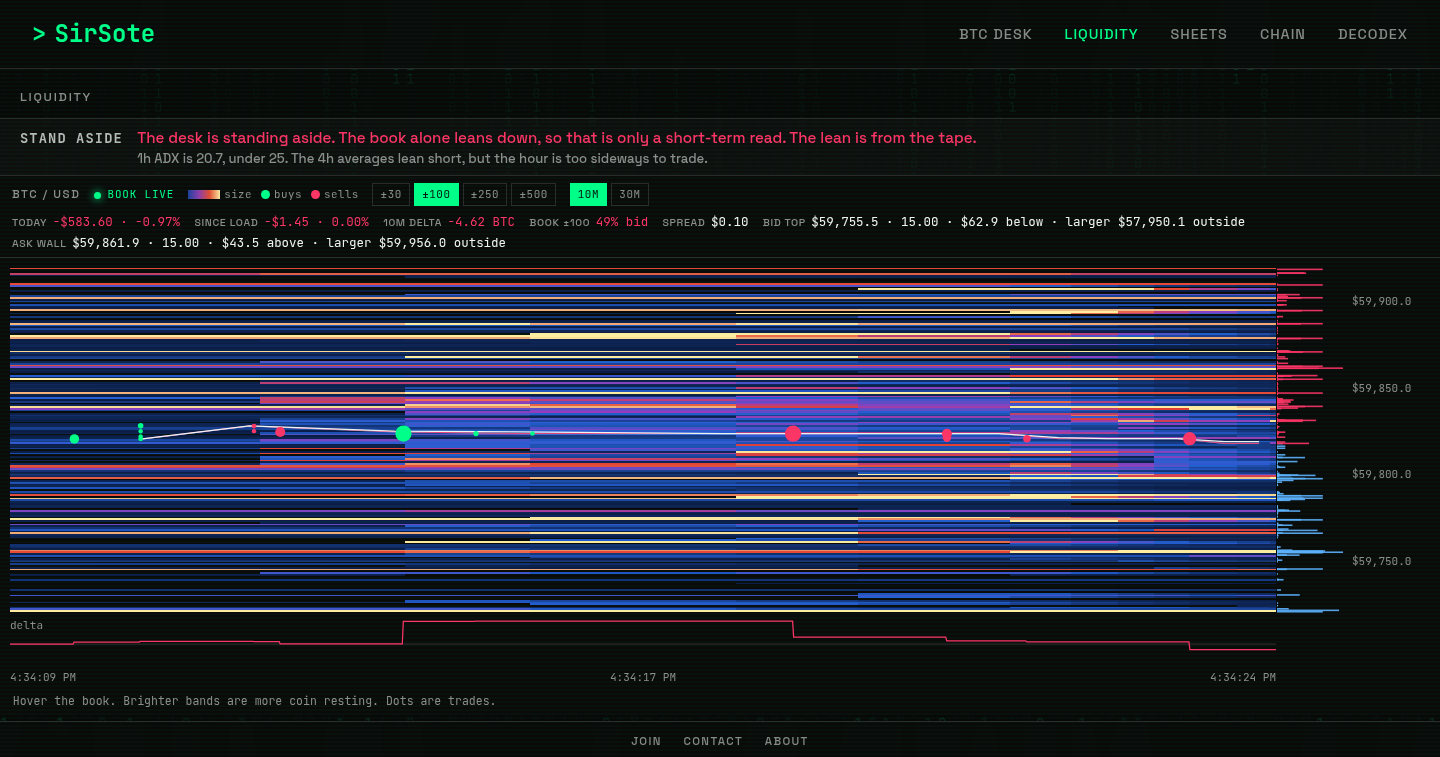 > SirSote
BTC DESK LIQUIDITY SHEETS CHAIN DECODEX
LIQUIDITY
STAND ASIDE The desk is standing aside. The book alone leans down, so that is only a short-term read. The lean is from the tape.
1h ADX is 20.7, under 25. The 4h averages lean short, but the hour is too sideways to trade.
BTC / USD BOOK LIVE size buys sells ±30 ±100 ±250 ±500 10M 30M
TODAY -$583.60 · -0.97% SINCE LOAD -$1.45 · 0.00% 10M DELTA -4.62 BTC BOOK ±100 49% bid SPREAD $0.10 BID TOP $59,755.5 · 15.00 · $62.9 below · larger $57,950.1 outside
ASK WALL $59,861.9 · 15.00 · $43.5 above · larger $59,956.0 outside
$59,900.0
$59,850.0
$59,800.0
$59,750.0
delta
4:34:09 PM 4:34:17 PM 4:34:24 PM
Hover the book. Brighter bands are more coin resting. Dots are trades.
JOIN CONTACT ABOUT